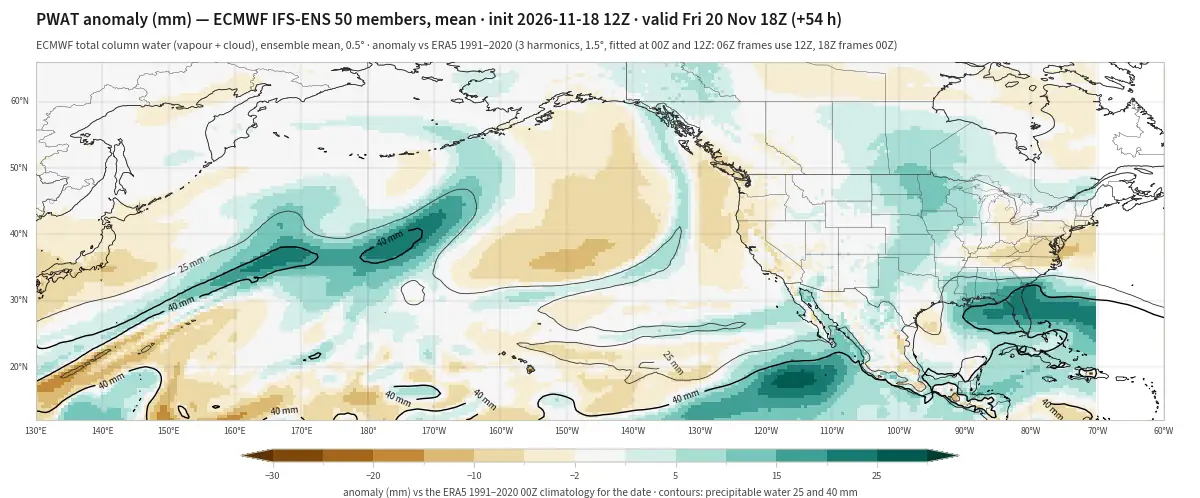 PWAT anomaly (mm) — ECMWF IFS-ENS 50 members, mean · init 2026-11-18 12Z · valid Fri 20 Nov 18Z (+54 h)
ECMWF total column water (vapour + cloud), ensemble mean, 0.5° · anomaly vs ERA5 1991–2020 (3 harmonics, 1.5°, fitted at 00Z and 12Z: 06Z frames use 12Z, 18Z frames 00Z)
60°N
50°N
40°N
30°N
20°N
40 mm
25 mm
40 mm
25 mm
40 mm
40 mm
40 mm
40 mm
40 mm
40 mm
130°E 140°E 150°E 160°E 170°E 180° 170°W 160°W 150°W 140°W 130°W 120°W 110°W 100°W 90°W 80°W 70°W 60°W
−30 −20 −10 −2 5 15 25
anomaly (mm) vs the ERA5 1991–2020 00Z climatology for the date · contours: precipitable water 25 and 40 mm